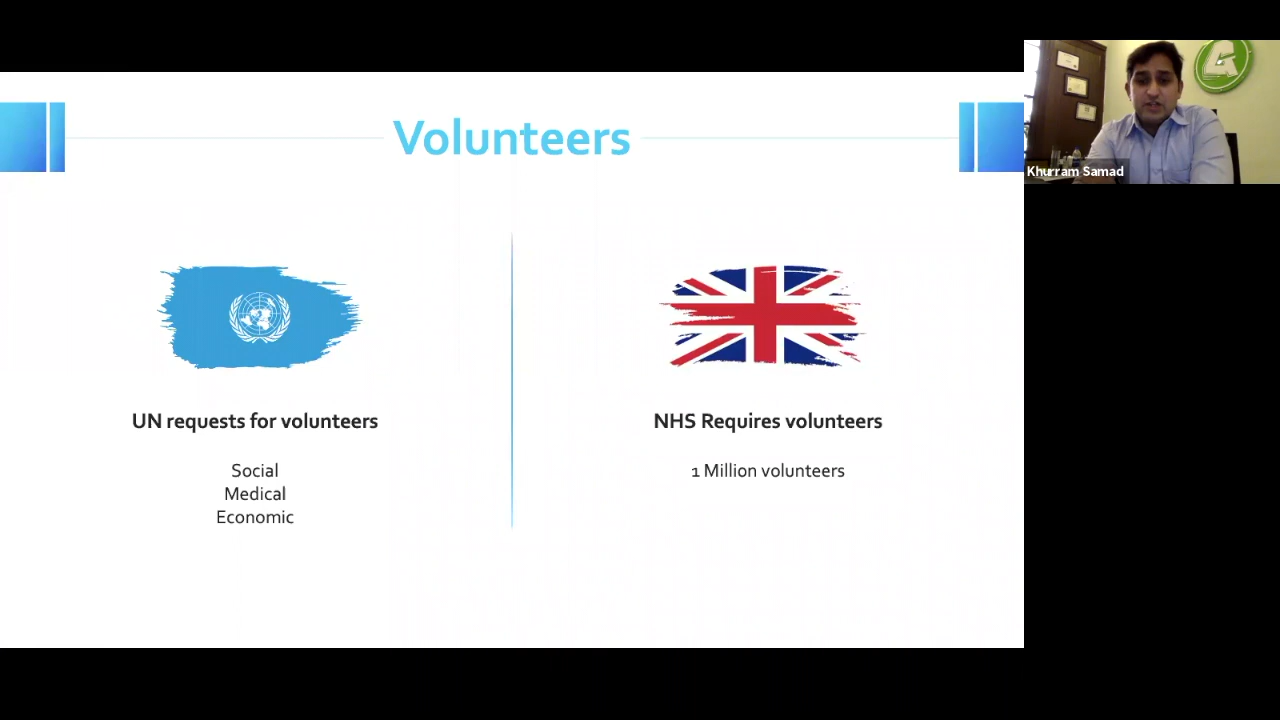 Volunteers
UN requests for volunteers
Social
Medical
Economic
NHS Requires volunteers
1 Million volunteers
Khurram Samad